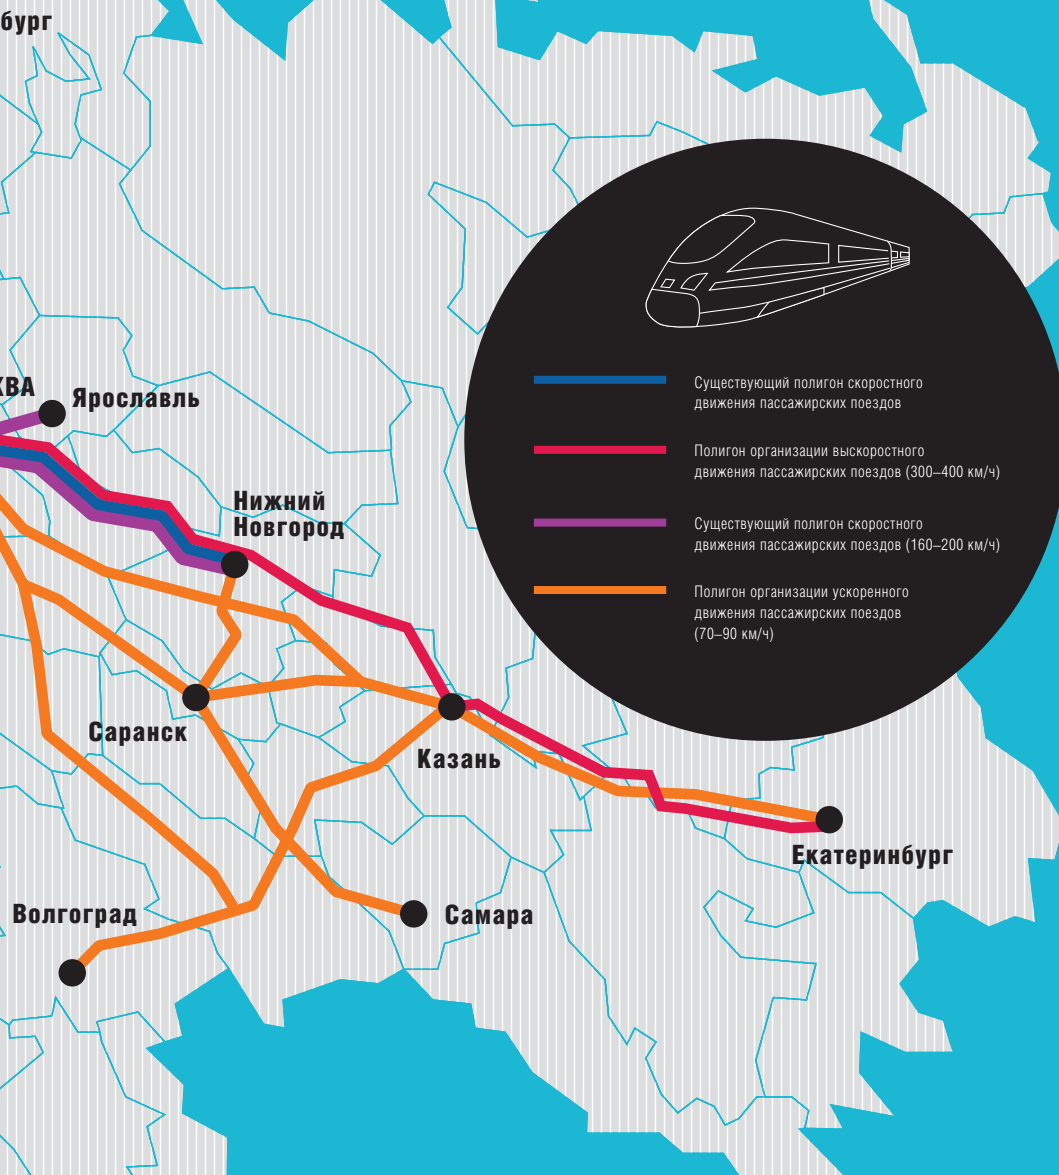 бург
КВА
Ярославль
Нижний
Новгород
Саранск
Казань
Екатеринбург
Волгоград
Самара
Существующий полигон скоростного
движения пассажирских поездов
Полигон организации выскоростного
движения пассажирских поездов (300–400 км/ч)
Существующий полигон скоростного
движения пассажирских поездов (160–200 км/ч)
Полигон организации ускоренного
движения пассажирских поездов
(70–90 км/ч)